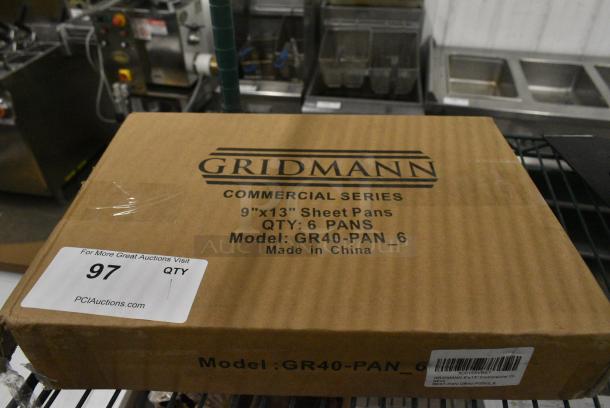 GRIDMANN
COMMERCIAL SERIES
9"x13" Sheet Pans
QTY: 6 PANS
Model: GR40-PAN_6
Made in China
For More Great Auctions Visit
97 QTY
PCIAuctions.com
Model :GR40-PAN_6